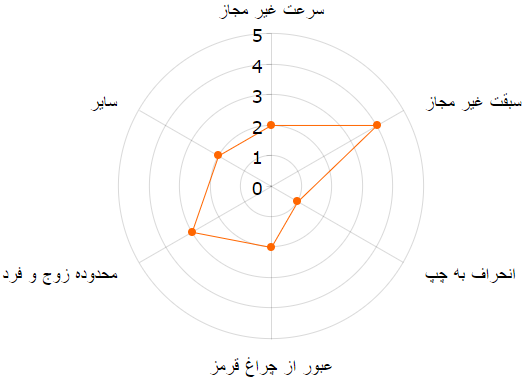 سرعت غیر مجاز
5
4
3
2
1
0
سبقت غیر مجاز
سایر
انحراف به چپ
محدوده زوج و فرد
عبور از چراغ قرمز